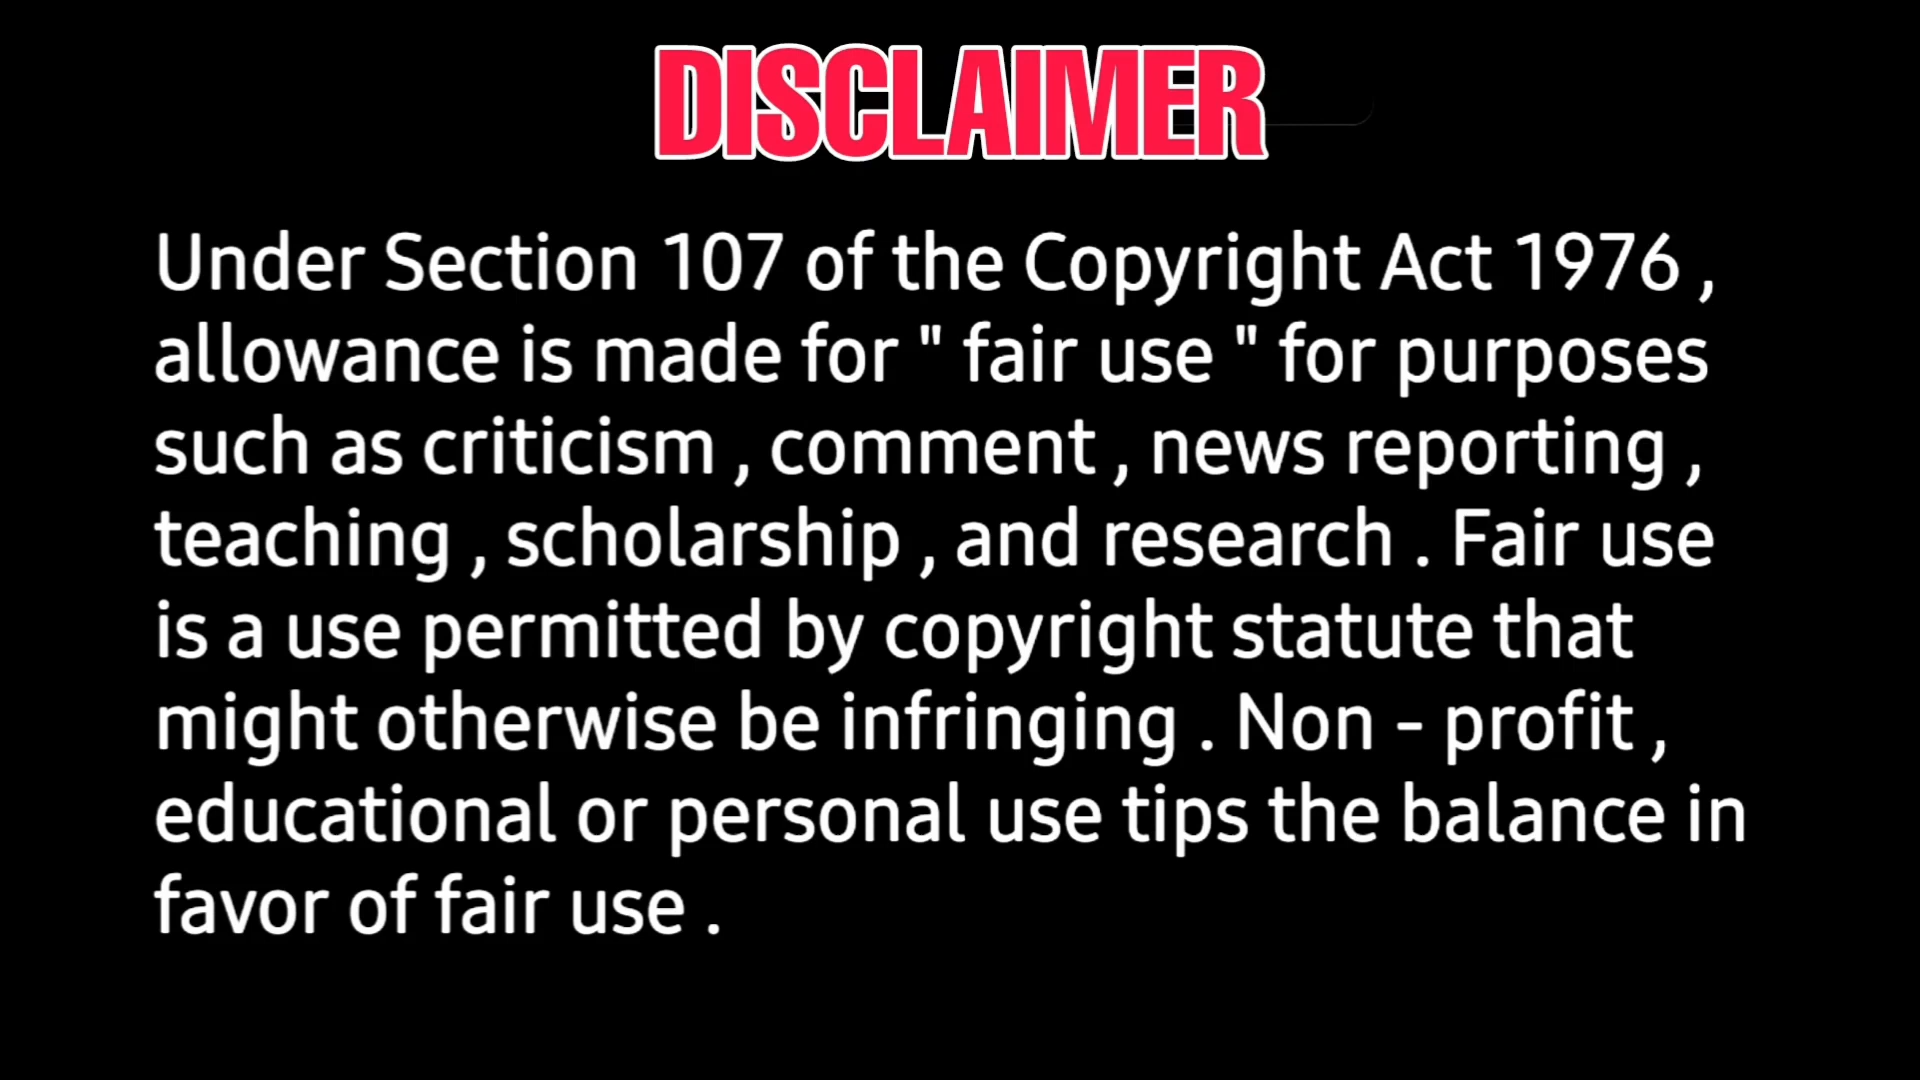 DISCLAIMER
Under Section 107 of the Copyright Act 1976 ,
allowance is made for " fair use " for purposes
such as criticism , comment , news reporting ,
teaching , scholarship , and research . Fair use
is a use permitted by copyright statute that
might otherwise be infringing . Non - profit ,
educational or personal use tips the balance in
favor of fair use .